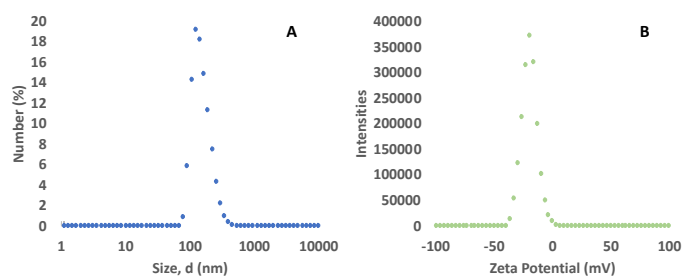 A
Number (%)
20
18
16
14
12
10
8
6
4
2
0
1 10 100 1000 10000
Size, d (nm)
B
Intensities
400000
350000
300000
250000
200000
150000
100000
50000
0
-100 -50 0 50 100
Zeta Potential (mV)